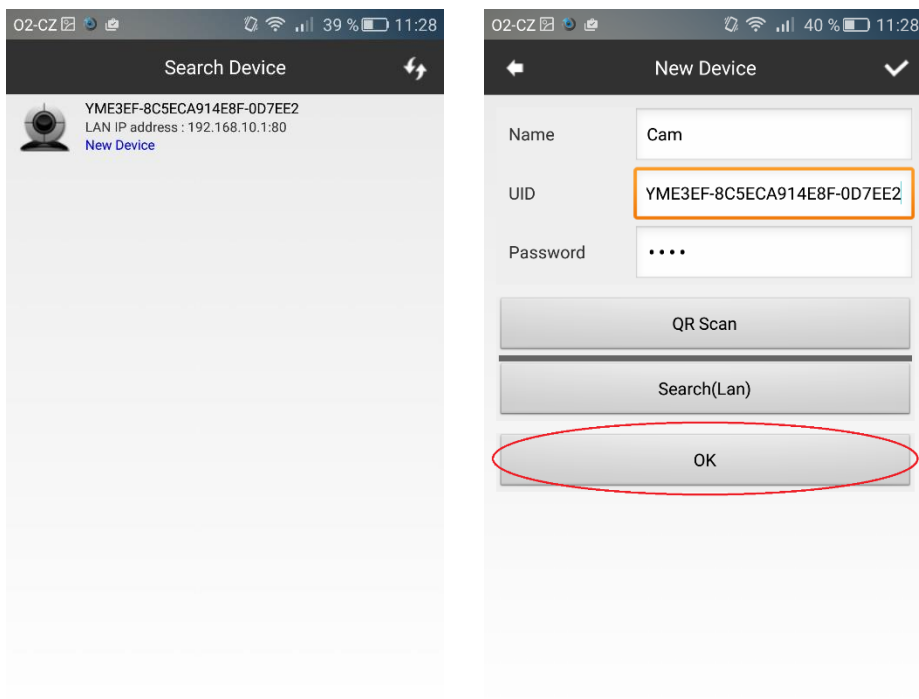 O2-CZ 39 % 11:28
Search Device
YME3EF-8C5ECA914E8F-0D7EE2
LAN IP address : 192.168.10.1:80
New Device
O2-CZ 40 % 11:28
New Device
Name Cam
UID YME3EF-8C5ECA914E8F-0D7EE2
Password ••••
QR Scan
Search(Lan)
OK